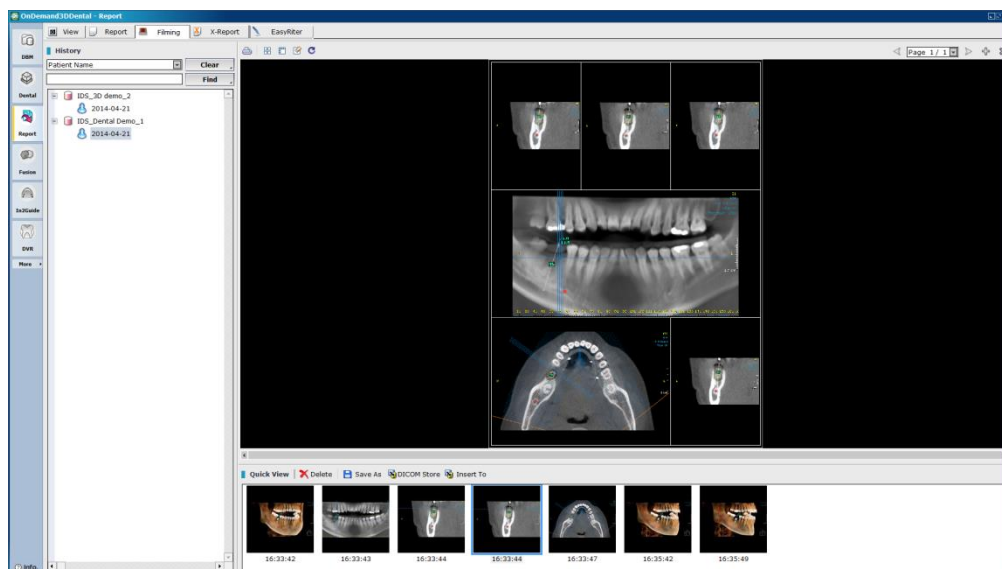 OnDemand3DDental - Report
View Report Filming X-Report EasyRiter
DBM
Dental
Report
Fusion
In2Guide
DVR
More
Info.
History
Patient Name
Clear
Find
IDS_3D demo_2
2014-04-21
IDS_Dental Demo_1
2014-04-21
Page 1/ 1
Quick View Delete Save As DICOM Store Insert To
16:33:42 16:33:43 16:33:44 16:33:44 16:33:47 16:35:42 16:35:49